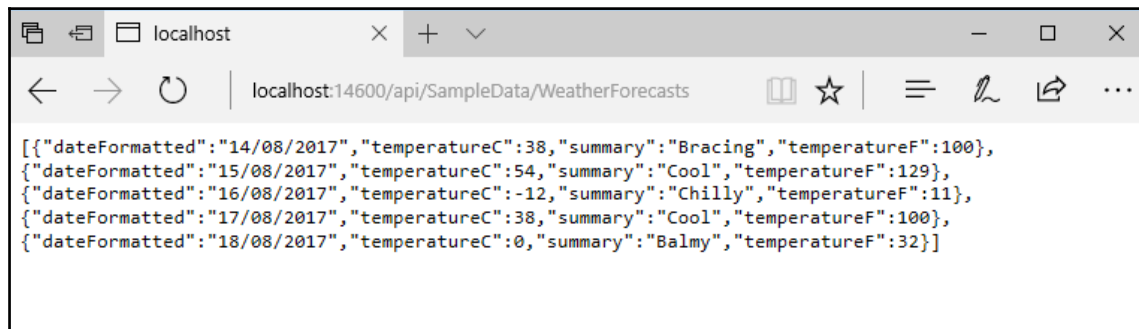 localhost
localhost:14600/api/SampleData/WeatherForecasts
[{"dateFormatted":"14/08/2017","temperatureC":38,"summary":"Bracing","temperatureF":100},
{"dateFormatted":"15/08/2017","temperatureC":54,"summary":"Cool","temperatureF":129},
{"dateFormatted":"16/08/2017","temperatureC":-12,"summary":"Chilly","temperatureF":11},
{"dateFormatted":"17/08/2017","temperatureC":38,"summary":"Cool","temperatureF":100},
{"dateFormatted":"18/08/2017","temperatureC":0,"summary":"Balmy","temperatureF":32}]